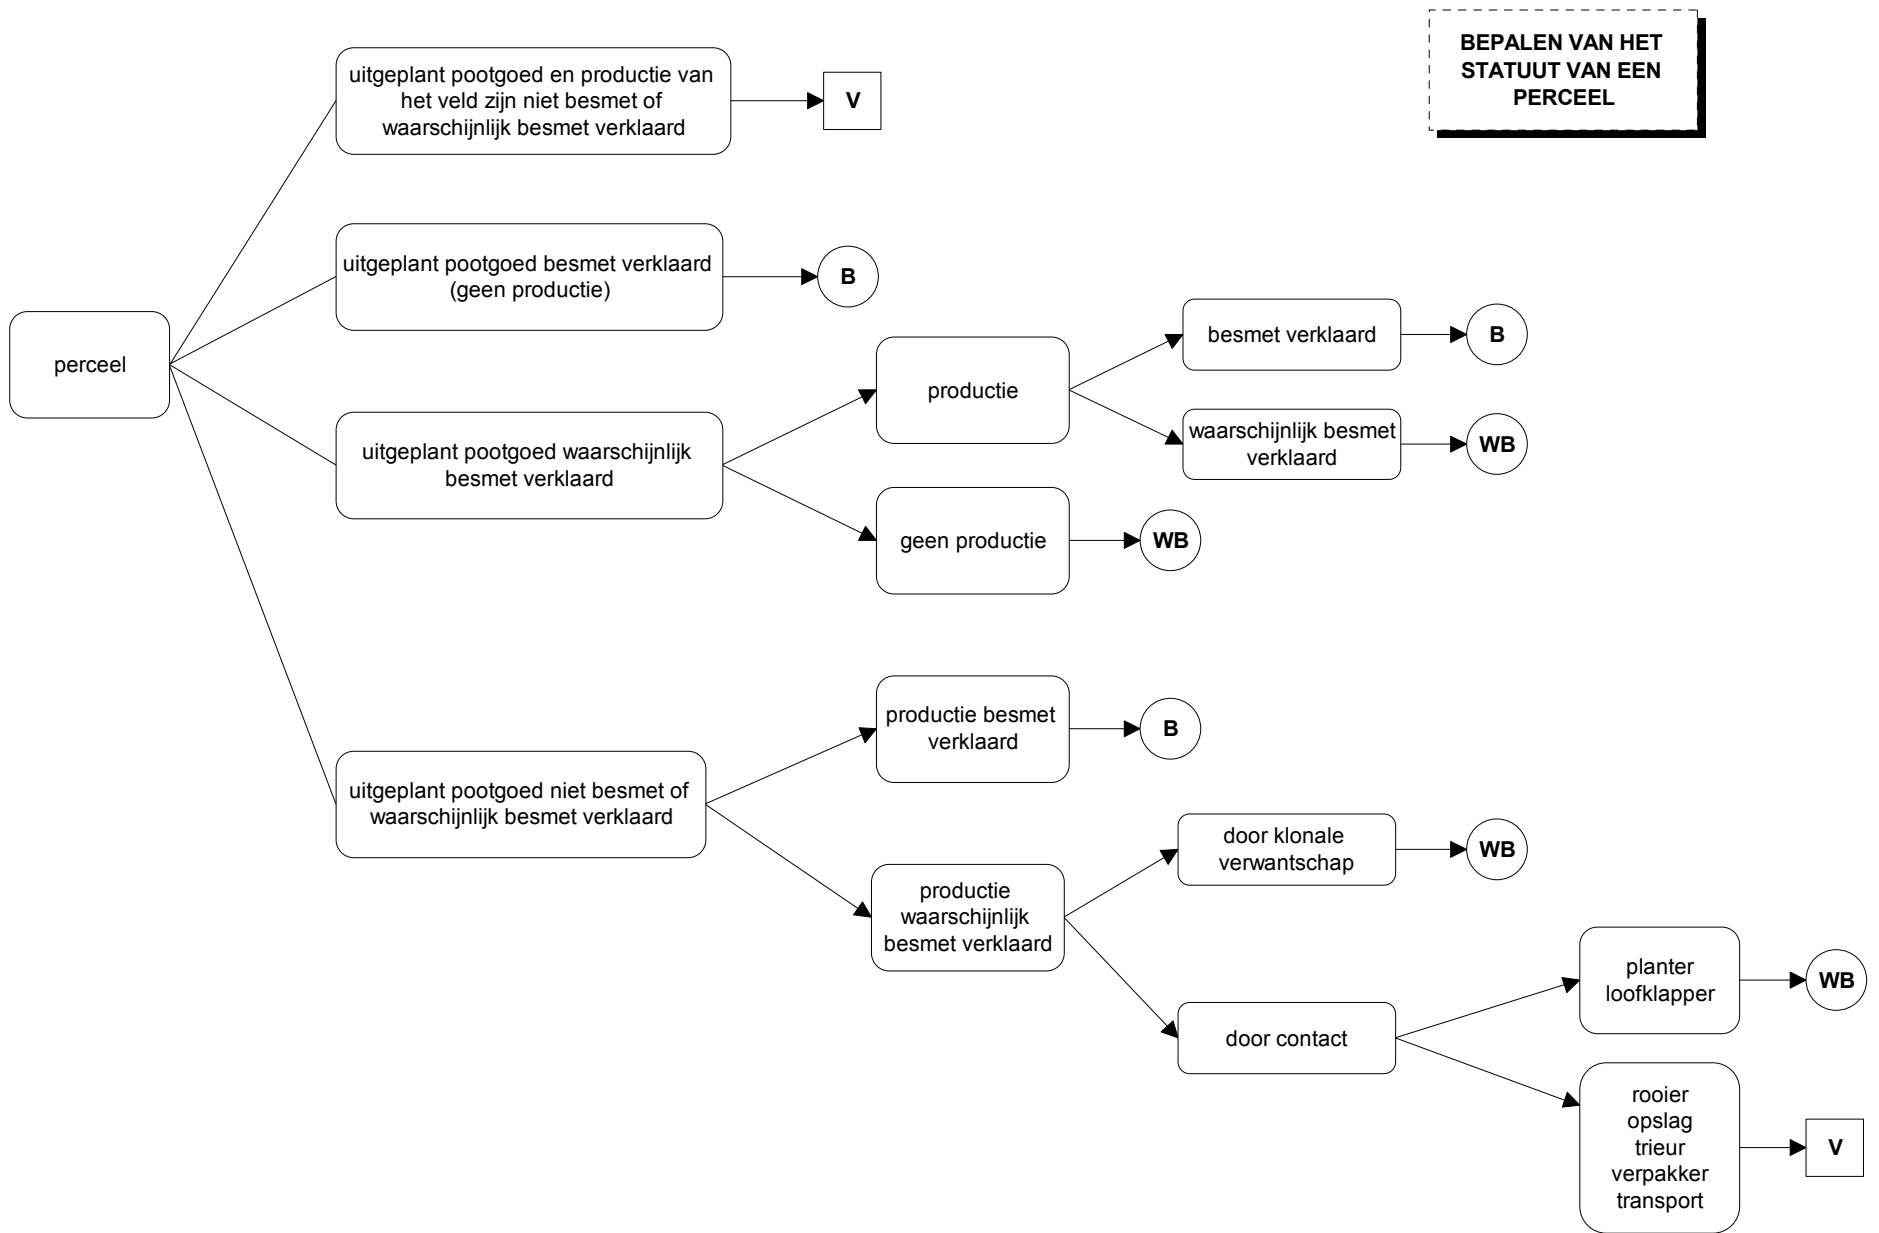 BEPALEN VAN HET
STATUUT VAN EEN
PERCEEL
uitgeplant pootgoed en productie van
het veld zijn niet besmet of
waarschijnlijk besmet verklaard
V
uitgeplant pootgoed besmet verklaard
(geen productie)
B
perceel
uitgeplant pootgoed waarschijnlijk
besmet verklaard
productie
besmet verklaard
B
waarschijnlijk besmet
verklaard
WB
geen productie
WB
uitgeplant pootgoed niet besmet of
waarschijnlijk besmet verklaard
productie besmet
verklaard
B
productie
waarschijnlijk
besmet verklaard
door klonale
verwantschap
WB
door contact
planter
loofklapper
WB
rooier
opslag
trieur
verpakker
transport
V